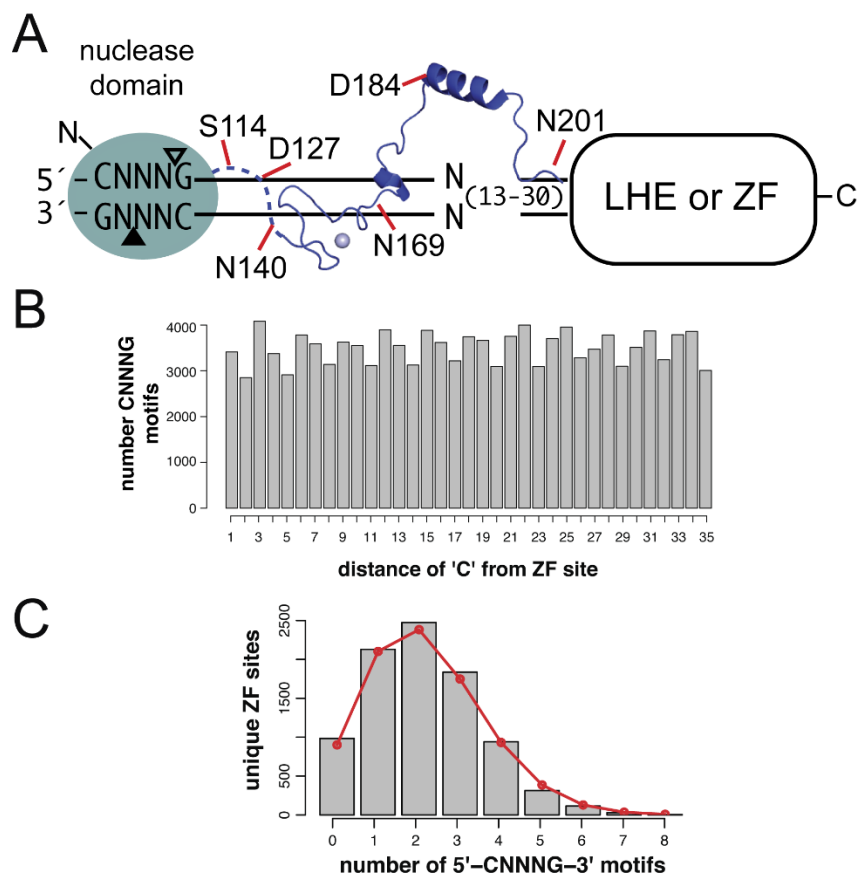 A
nuclease
domain
N
S114
D127
D184
N201
5´ CNNNG N
3´ GNNNC N
(13-30)
LHE or ZF
C
N140
N169
B
number CNNNG
motifs
4000
3000
2000
1000
0
1 3 5 7 9 11 13 15 17 19 21 23 25 27 29 31 33 35
distance of 'C' from ZF site
C
unique ZF sites
2500
1500
500
0
0 1 2 3 4 5 6 7 8
number of 5'–CNNNG–3' motifs